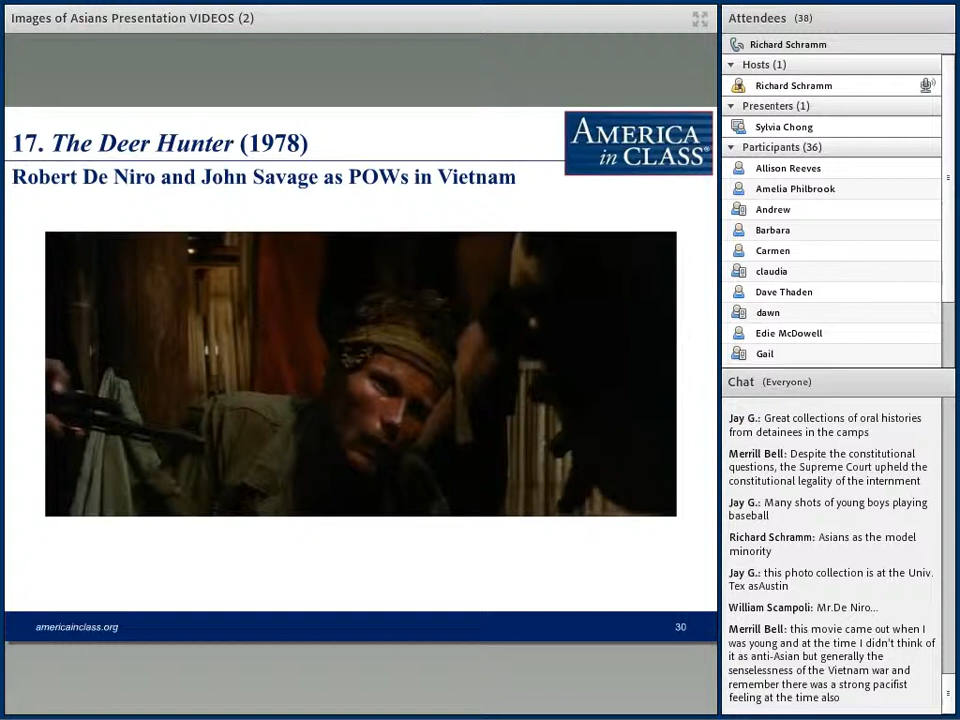 Images of Asians Presentation VIDEOS (2)
17. The Deer Hunter (1978)
AMERICA
in CLASS®
Robert De Niro and John Savage as POWs in Vietnam
americainclass.org
30
Attendees (38)
Richard Schramm
Hosts (1)
Richard Schramm
Presenters (1)
Sylvia Chong
Participants (36)
Allison Reeves
Amelia Philbrook
Andrew
Barbara
Carmen
claudia
Dave Thaden
dawn
Edie McDowell
Gail
Chat (Everyone)
Jay G.: Great collections of oral histories
from detainees in the camps
Merrill Bell: Despite the constitutional
questions, the Supreme Court upheld the
constitutional legality of the internment
Jay G.: Many shots of young boys playing
baseball
Richard Schramm: Asians as the model
minority
Jay G.: this photo collection is at the Univ.
Tex asAustin
William Scampoli: Mr.De Niro...
Merrill Bell: this movie came out when I
was young and at the time I didn't think of
it as anti-Asian but generally the
senselessness of the Vietnam war and
remember there was a strong pacifist
feeling at the time also